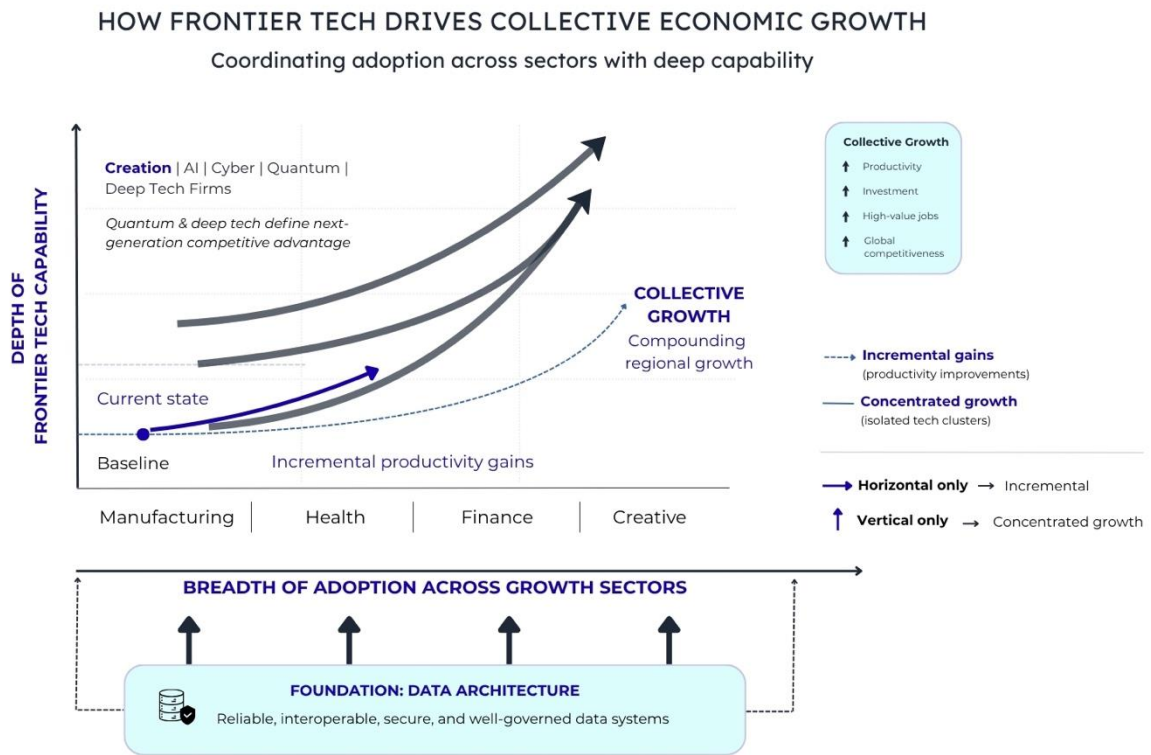 HOW FRONTIER TECH DRIVES COLLECTIVE ECONOMIC GROWTH
Coordinating adoption across sectors with deep capability
DEPTH OF
FRONTIER TECH CAPABILITY
Creation | AI | Cyber | Quantum |
Deep Tech Firms
Quantum & deep tech define next-
generation competitive advantage
COLLECTIVE
GROWTH
Compounding
regional growth
Current state
Baseline
Incremental productivity gains
Manufacturing
Health
Finance
Creative
Collective Growth
Productivity
Investment
High-value jobs
Global
competitiveness
Incremental gains
(productivity improvements)
Concentrated growth
(isolated tech clusters)
Horizontal only → Incremental
Vertical only → Concentrated growth
BREADTH OF ADOPTION ACROSS GROWTH SECTORS
FOUNDATION: DATA ARCHITECTURE
Reliable, interoperable, secure, and well-governed data systems